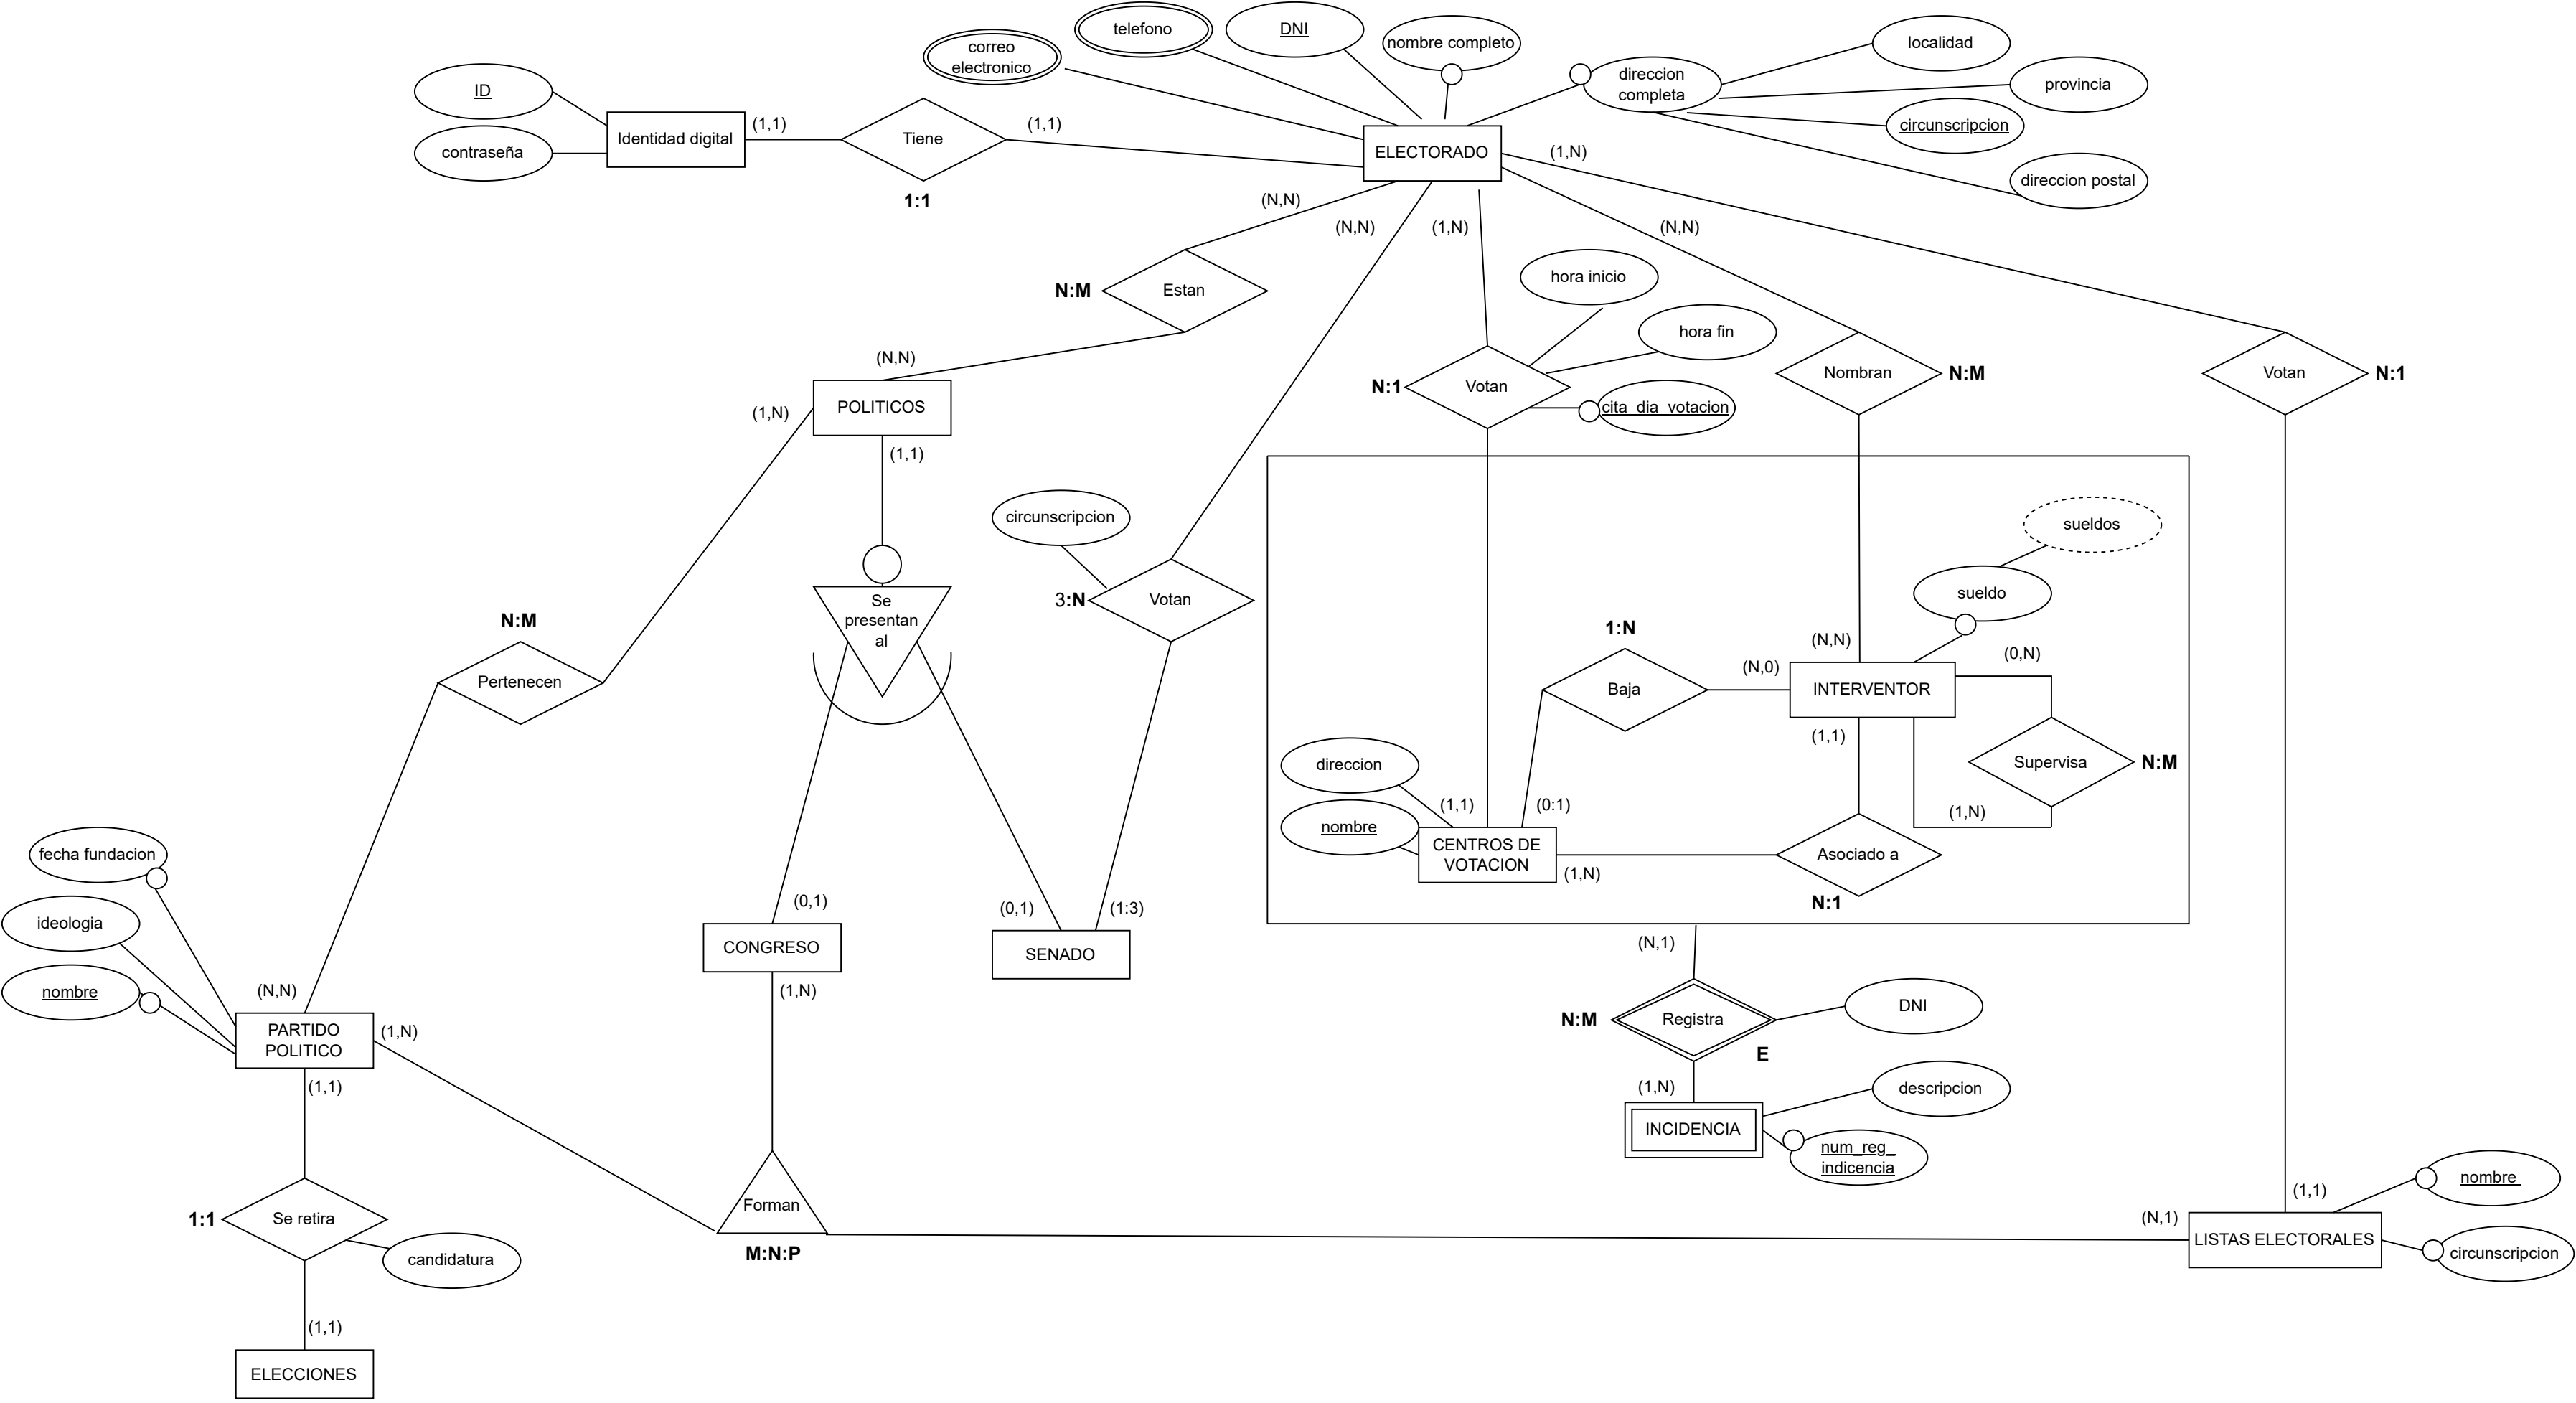 telefono
DNI
nombre completo
correo
electronico
localidad
direccion
completa
provincia
ID
circunscripcion
Identidad digital
(1,1)
Tiene
(1,1)
ELECTORADO
(1,N)
contraseña
direccion postal
1:1
(N,N)
(N,N)
(1,N)
(N,N)
hora inicio
N:M
Estan
hora fin
(N,N)
N:1
Votan
cita_dia_votacion
Nombran
N:M
Votan
N:1
(1,N)
POLITICOS
(1,1)
circunscripcion
sueldos
Se
presentan
al
3:N
Votan
sueldo
N:M
1:N
(N,N)
(0,N)
Pertenecen
Baja
(N,0)
INTERVENTOR
(1,1)
Supervisa
N:M
direccion
(1,1)
(0:1)
(1,N)
nombre
CENTROS DE
VOTACION
(1,N)
Asociado a
N:1
fecha fundacion
ideologia
(0,1)
(0,1)
(1:3)
CONGRESO
SENADO
(N,1)
nombre
(N,N)
(1,N)
PARTIDO
POLITICO
(1,N)
N:M
Registra
DNI
E
(1,1)
(1,N)
descripcion
INCIDENCIA
num_reg_
indicencia
nombre
(1,1)
Forman
1:1
Se retira
(N,1)
LISTAS ELECTORALES
circunscripcion
M:N:P
candidatura
(1,1)
ELECCIONES